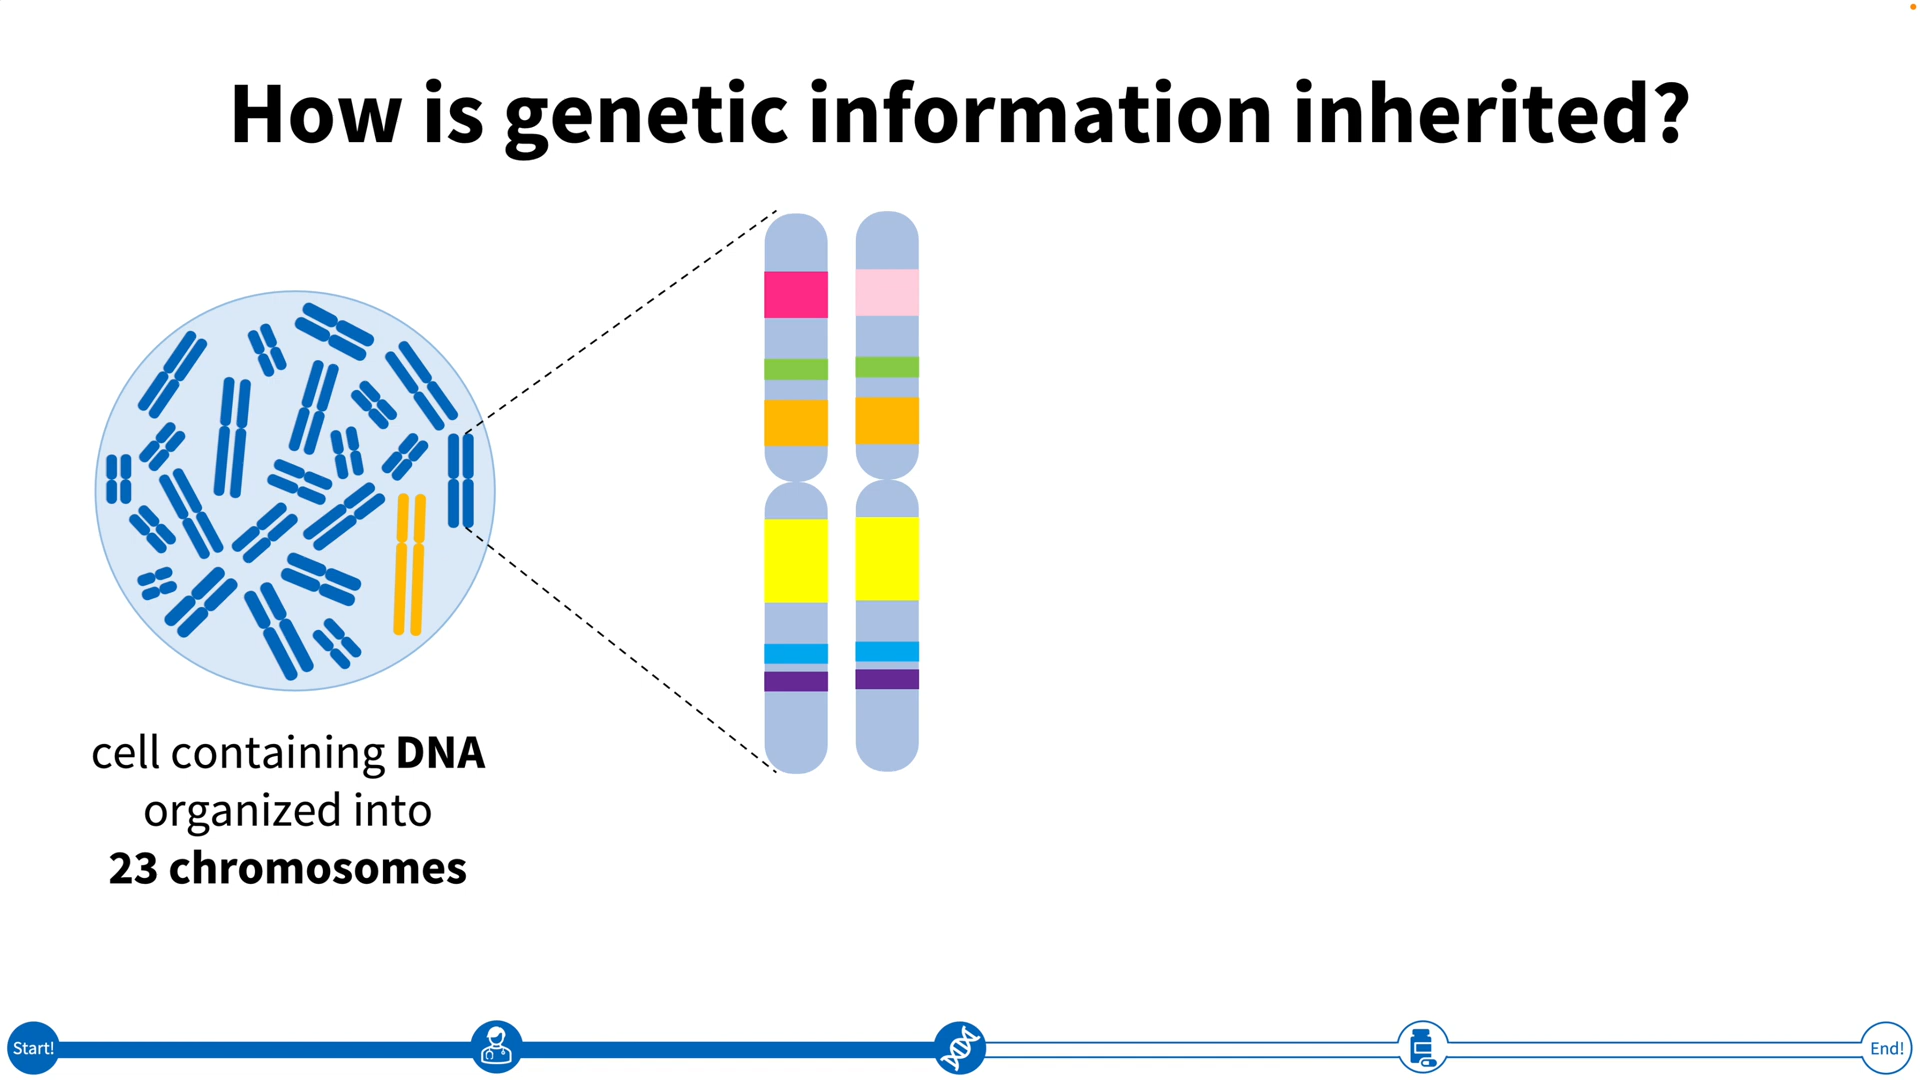 How is genetic information inherited?
cell containing DNA
organized into
23 chromosomes
Start!
End!